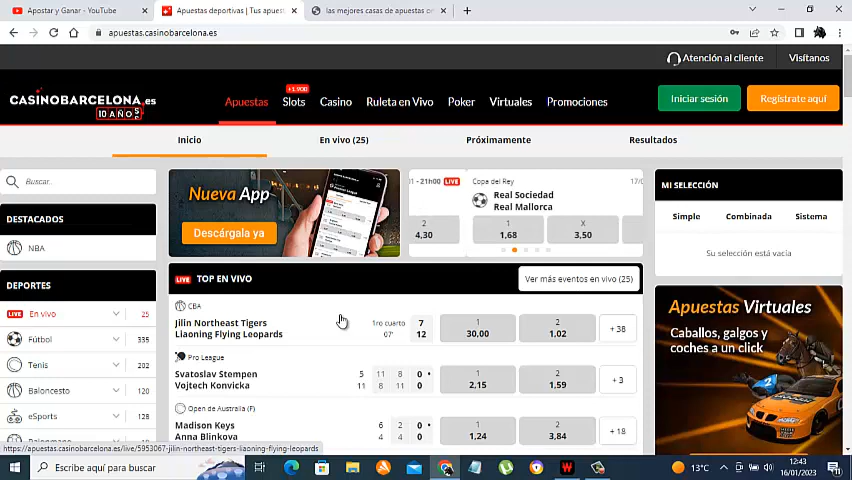 Apostar y Ganar - YouTube
Apuestas deportivas | Tus apuest
las mejores casas de apuestas on
apuestas.casinobarcelona.es
Atención al cliente
Visítanos
CASINOBARCELONA.es
10 AÑOS
Apuestas
+1.900
Slots
Casino
Ruleta en Vivo
Poker
Virtuales
Promociones
Iniciar sesión
Regístrate aquí
Inicio
En vivo (25)
Próximamente
Resultados
Buscar...
DESTACADOS
NBA
DEPORTES
LIVE En vivo 25
Fútbol 335
Tenis 202
Baloncesto 120
eSports 128
Balonmano
Nueva App
Descárgala ya
21h00 LIVE
2
4,30
Copa del Rey
17/0
Real Sociedad
Real Mallorca
1 X
1,68 3,50
LIVE TOP EN VIVO
Ver más eventos en vivo (25)
CBA
Jilin Northeast Tigers 1ro cuarto 7
Liaoning Flying Leopards 07' 12
1 2
30,00 1.02
+ 38
Pro League
Svatoslav Stempen 5 11 8 0
Vojtech Konvicka 11 8 11 0
1 2
2,15 1,59
+ 3
Open de Australia (F)
Madison Keys 6 2 0
Anna Blinkova 4 4 0
1 2
1,24 3,84
+ 18
MI SELECCIÓN
Simple Combinada Sistema
Su selección está vacía
Apuestas Virtuales
Caballos, galgos y
coches a un click
https://apuestas.casinobarcelona.es/live/5953067-jilin-northeast-tigers-liaoning-flying-leopards
Escribe aquí para buscar
13°C
12:43
16/01/2023